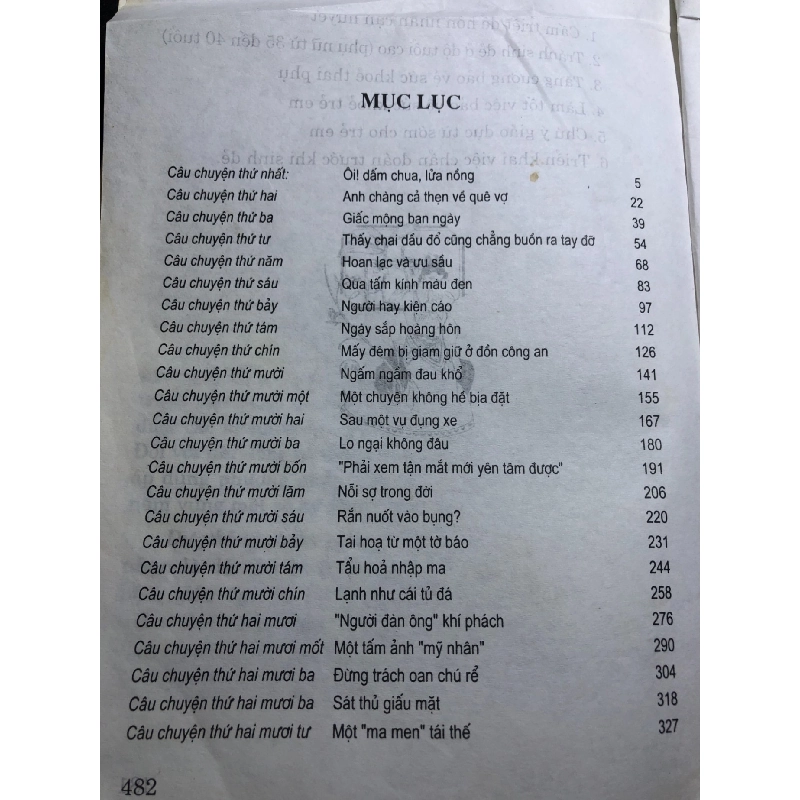 MỤC LỤC
Câu chuyện thứ nhất: Ôi! dấm chua, lửa nồng 5
Câu chuyện thứ hai Anh chàng cả thẹn về quê vợ 22
Câu chuyện thứ ba Giấc mộng ban ngày 39
Câu chuyện thứ tư Thấy chai dầu đổ cũng chẳng buồn ra tay đỡ 54
Câu chuyện thứ năm Hoan lạc và ưu sầu 68
Câu chuyện thứ sáu Qua tấm kính màu đen 83
Câu chuyện thứ bảy Người hay kiện cáo 97
Câu chuyện thứ tám Ngày sắp hoàng hôn 112
Câu chuyện thứ chín Mấy đêm bị giam giữ ở đồn công an 126
Câu chuyện thứ mười Ngấm ngầm đau khổ 141
Câu chuyện thứ mười một Một chuyện không hề bịa đặt 155
Câu chuyện thứ mười hai Sau một vụ đụng xe 167
Câu chuyện thứ mười ba Lo ngại không đâu 180
Câu chuyện thứ mười bốn "Phải xem tận mắt mới yên tâm được" 191
Câu chuyện thứ mười lăm Nỗi sợ trong đời 206
Câu chuyện thứ mười sáu Rắn nuốt vào bụng? 220
Câu chuyện thứ mười bảy Tai hoạ từ một tờ báo 231
Câu chuyện thứ mười tám Tẩu hoả nhập ma 244
Câu chuyện thứ mười chín Lạnh như cái tủ đá 258
Câu chuyện thứ hai mươi "Người đàn ông" khí phách 276
Câu chuyện thứ hai mươi mốt Một tấm ảnh "mỹ nhân" 290
Câu chuyện thứ hai mươi ba Đừng trách oan chú rể 304
Câu chuyện thứ hai mươi ba Sát thủ giấu mặt 318
Câu chuyện thứ hai mươi tư Một "ma men" tái thế 327
482